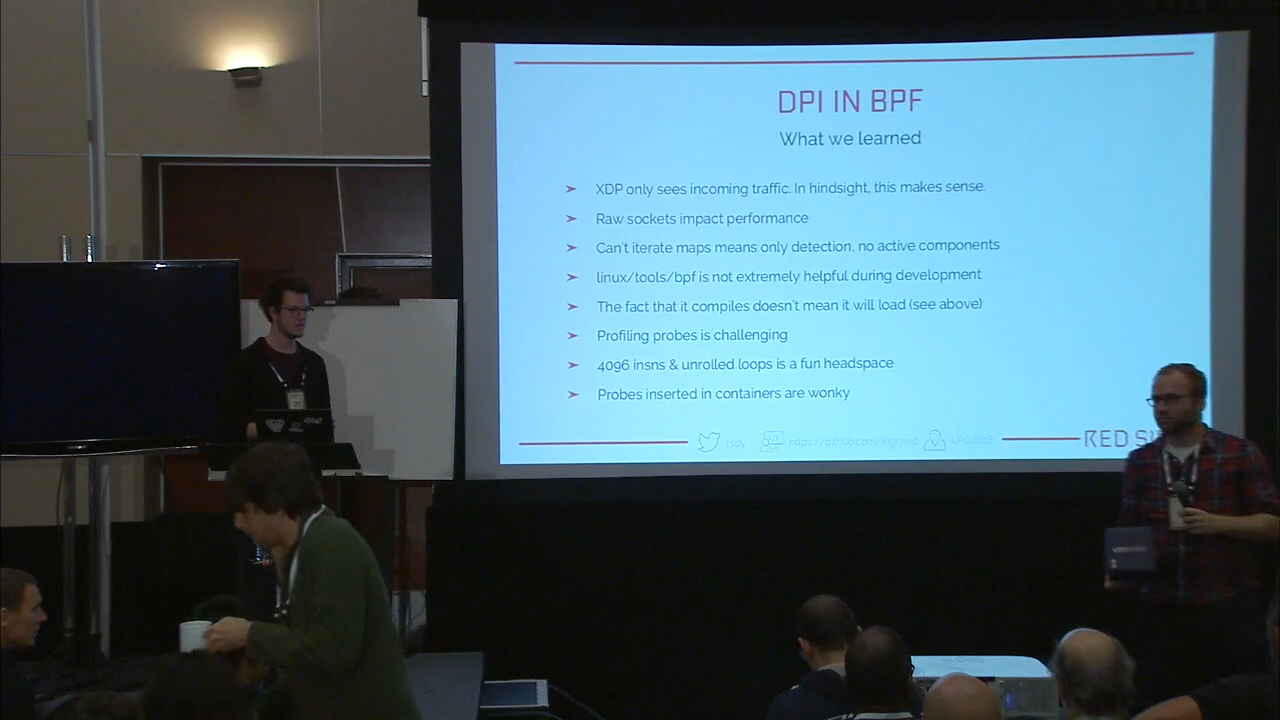 DPI IN BPF
What we learned
➤ XDP only sees incoming traffic. In hindsight, this makes sense.
➤ Raw sockets impact performance
➤ Can't iterate maps means only detection, no active components
➤ linux/tools/bpf is not extremely helpful during development
➤ The fact that it compiles doesn't mean it will load (see above)
➤ Profiling probes is challenging
➤ 4096 insns & unrolled loops is a fun headspace
➤ Probes inserted in containers are wonky
rsdy
LPC 2018
RED